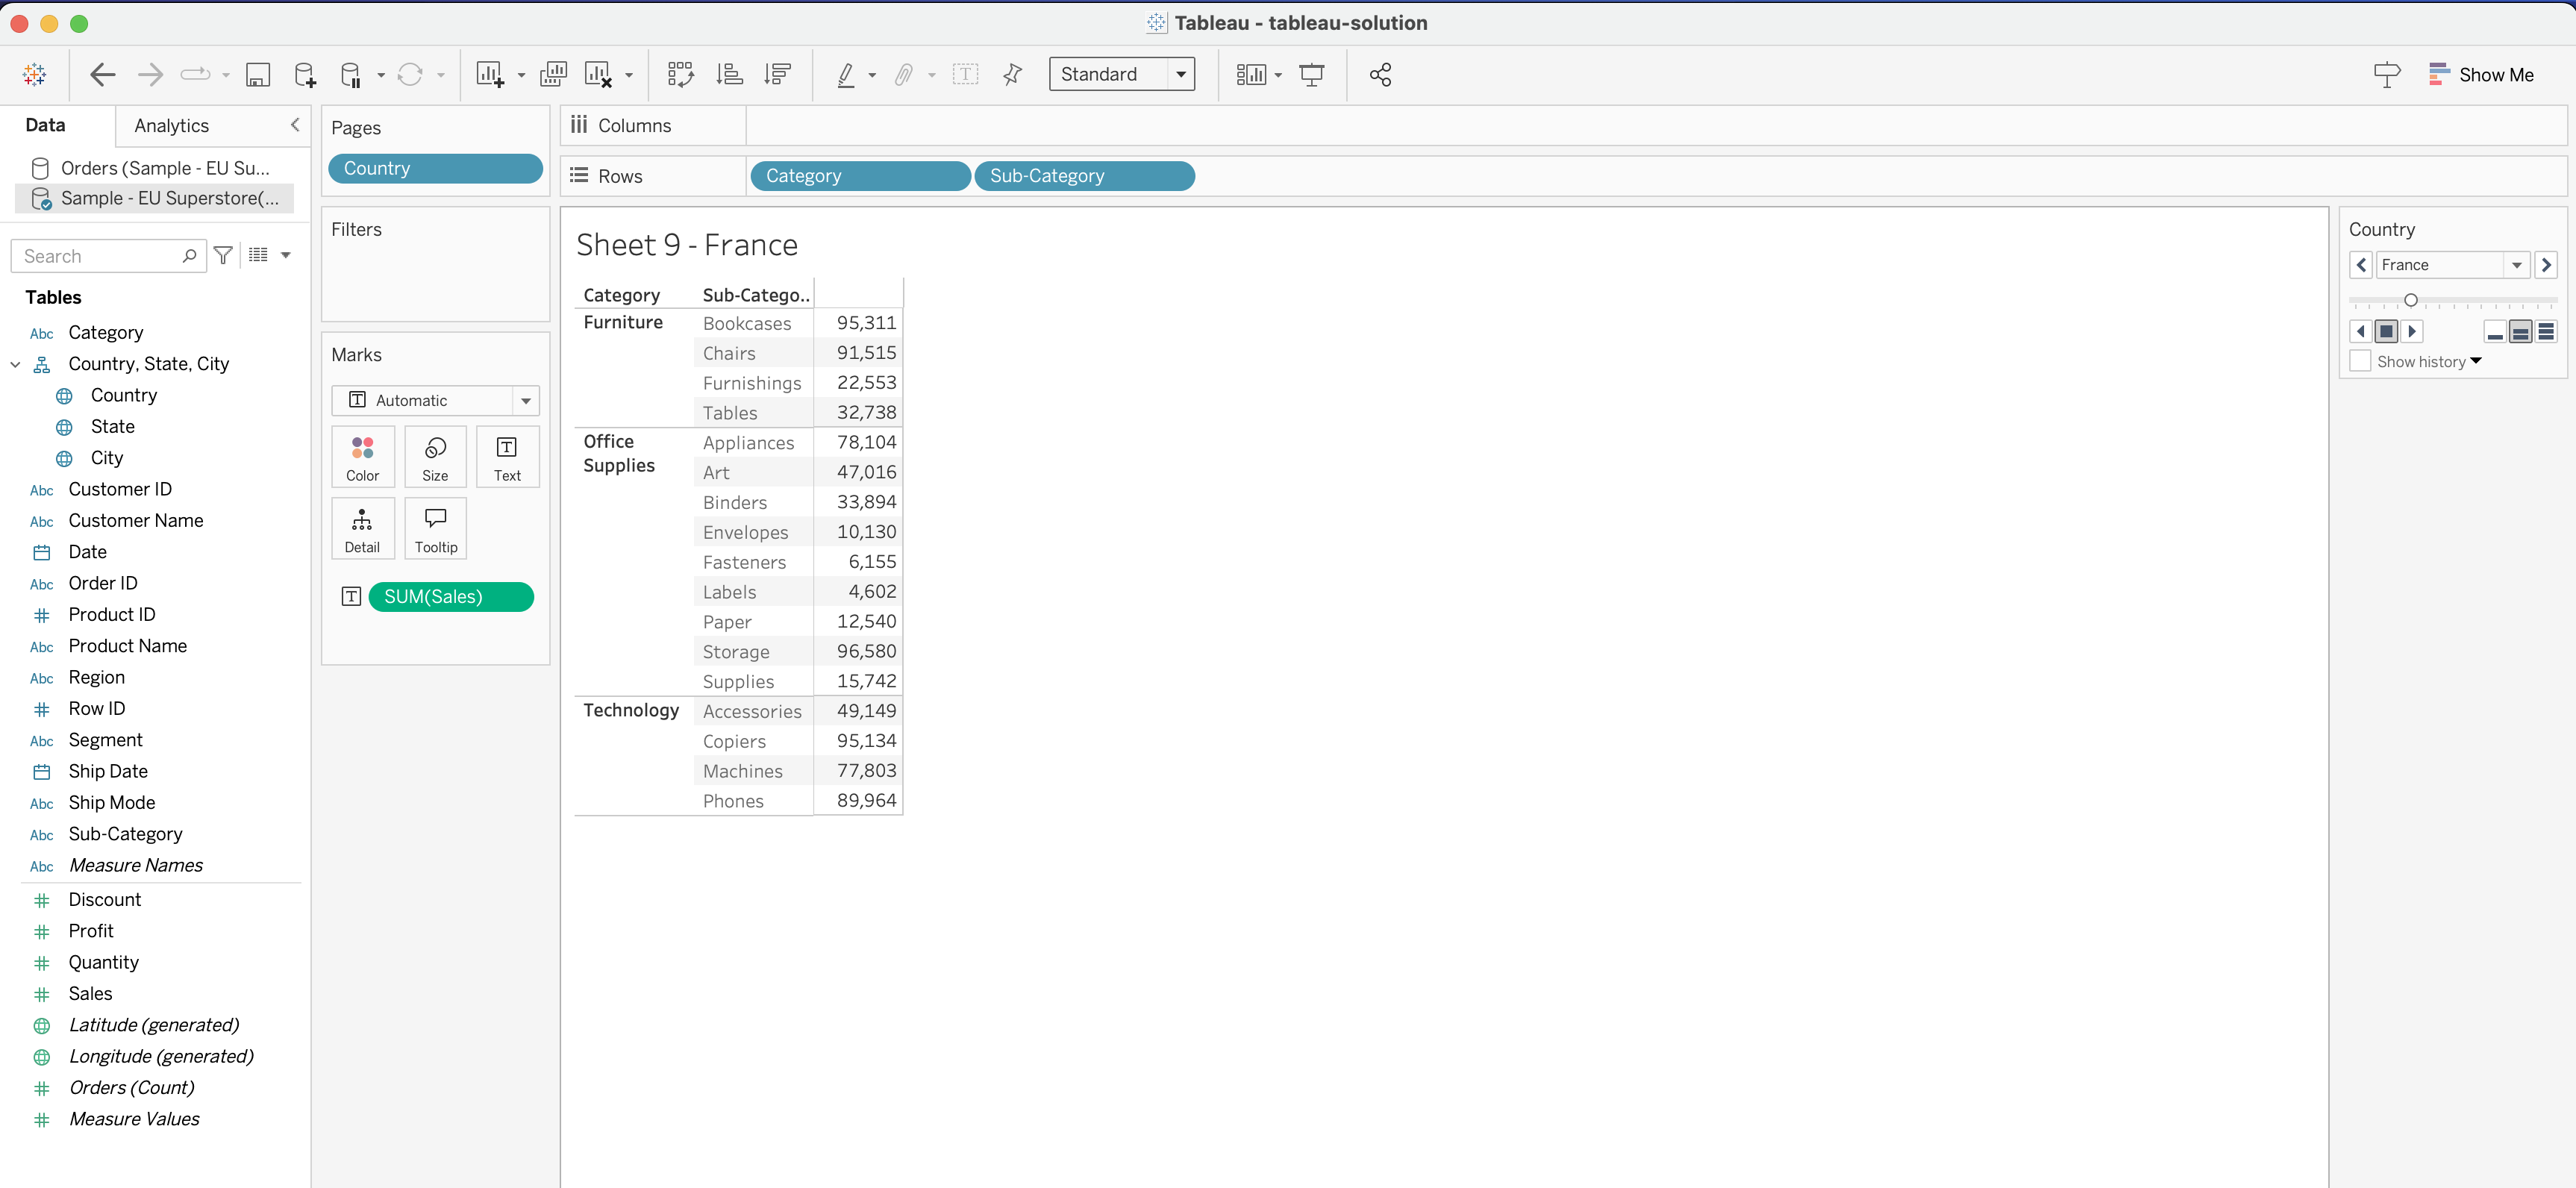 Tableau - tableau-solution
Standard
Show Me
Data
Analytics
Orders (Sample - EU Su...
Sample - EU Superstore(...
Search
Tables
Abc Category
Country, State, City
Country
State
City
Abc Customer ID
Abc Customer Name
Date
Abc Order ID
# Product ID
Abc Product Name
Abc Region
# Row ID
Abc Segment
Ship Date
Abc Ship Mode
Abc Sub-Category
Abc Measure Names
# Discount
# Profit
# Quantity
# Sales
Latitude (generated)
Longitude (generated)
# Orders (Count)
# Measure Values
Pages
Country
Filters
Marks
T Automatic
Color Size T Text
Detail Tooltip
T SUM(Sales)
Columns
Rows Category Sub-Category
Sheet 9 - France
Category Sub-Catego..
Furniture Bookcases 95,311
Chairs 91,515
Furnishings 22,553
Tables 32,738
Office Supplies Appliances 78,104
Art 47,016
Binders 33,894
Envelopes 10,130
Fasteners 6,155
Labels 4,602
Paper 12,540
Storage 96,580
Supplies 15,742
Technology Accessories 49,149
Copiers 95,134
Machines 77,803
Phones 89,964
Country
France
Show history